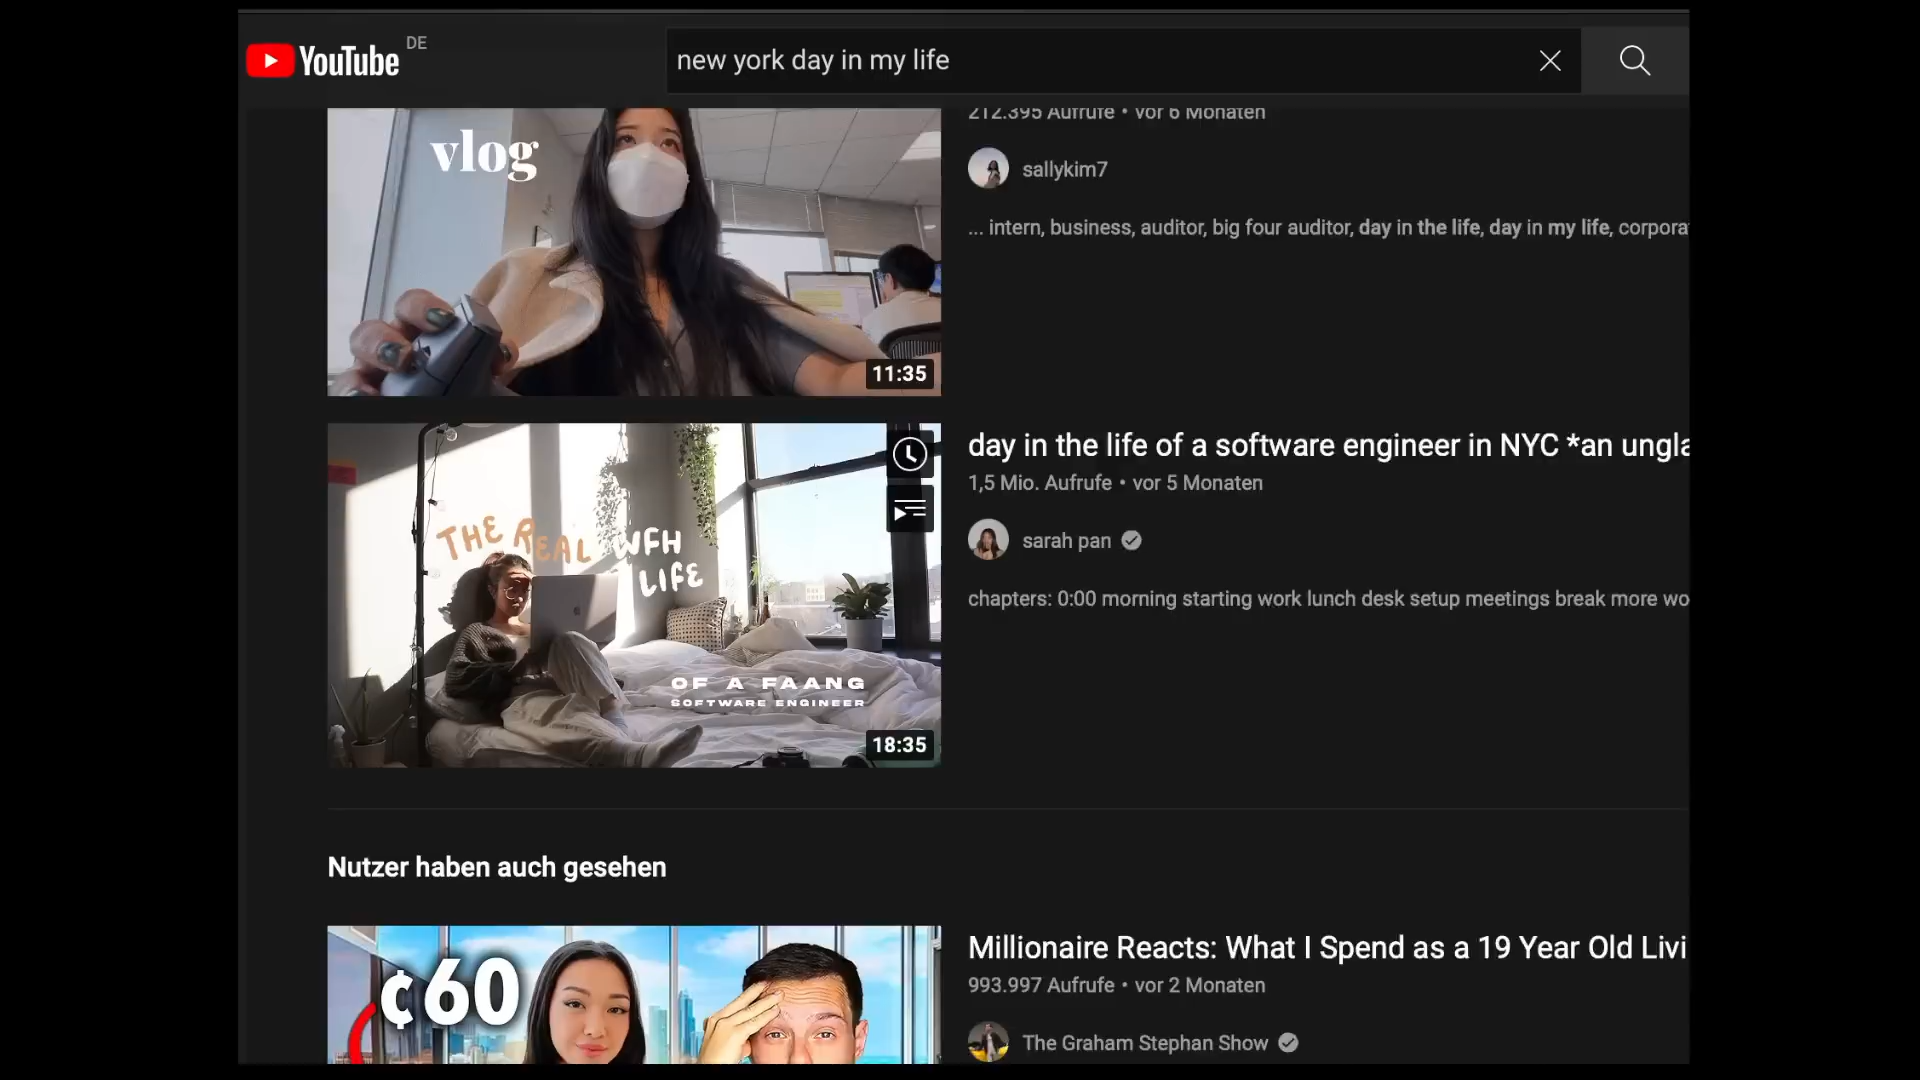 YouTube DE
new york day in my life
212.395 Aufrufe • vor 6 Monaten
vlog
sallykim7
... intern, business, auditor, big four auditor, day in the life, day in my life, corpora
11:35
day in the life of a software engineer in NYC *an ungla
1,5 Mio. Aufrufe • vor 5 Monaten
THE REAL WFH
LIFE
sarah pan
chapters: 0:00 morning starting work lunch desk setup meetings break more wo
OF A FAANG
SOFTWARE ENGINEER
18:35
Nutzer haben auch gesehen
Millionaire Reacts: What I Spend as a 19 Year Old Livi
¢60
993.997 Aufrufe • vor 2 Monaten
The Graham Stephan Show